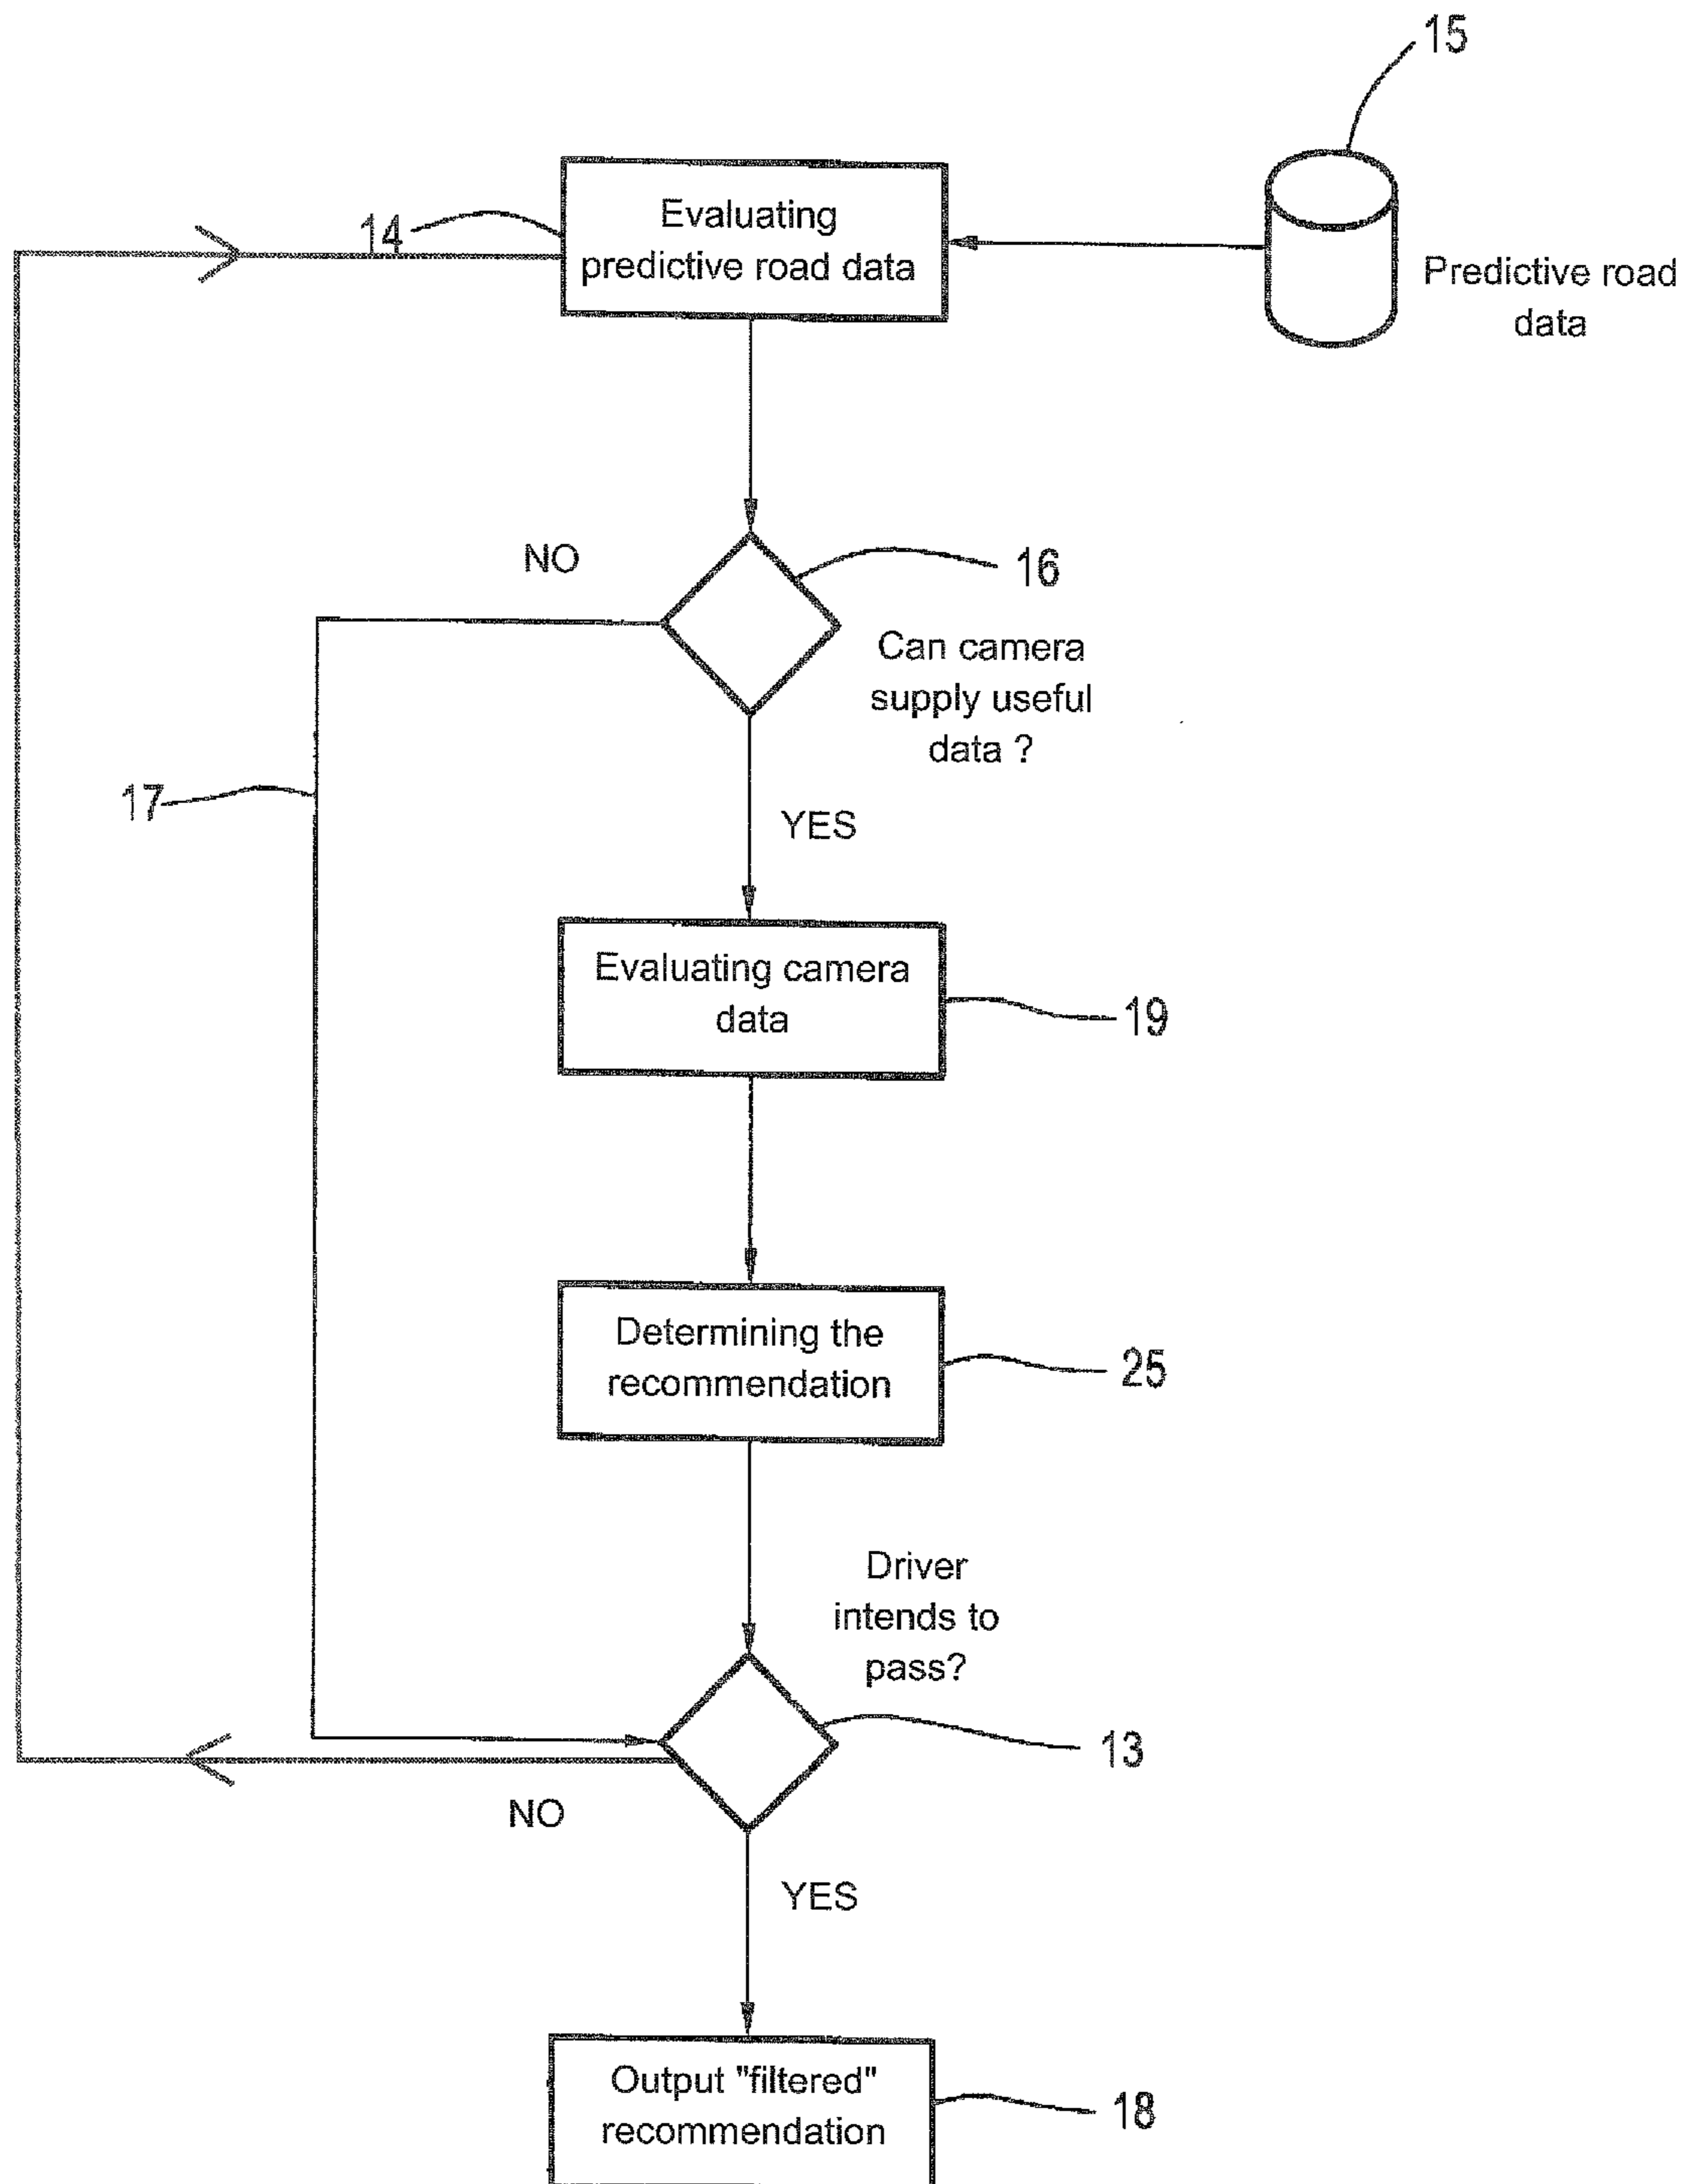 15
Evaluating
predictive road data
14
Predictive road
data
NO
16
Can camera
supply useful
data ?
17
YES
Evaluating camera
data
19
Determining the
recommendation
25
Driver
intends to
pass?
13
NO
YES
Output "filtered"
recommendation
18